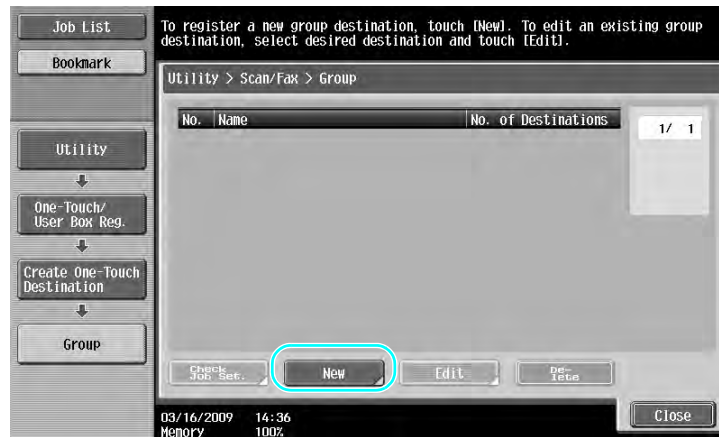 Job List
Bookmark
To register a new group destination, touch [New]. To edit an existing group
destination, select desired destination and touch [Edit].
Utility > Scan/Fax > Group
No. Name No. of Destinations
1/ 1
Utility
One-Touch/
User Box Reg.
Create One-Touch
Destination
Group
Check
Job Set.
New
Edit
De-
lete
03/16/2009 14:36
Memory 100%
Close